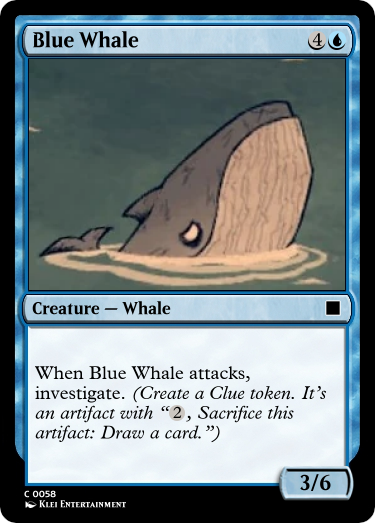 Blue Whale 4
Creature — Whale
When Blue Whale attacks,
investigate. (Create a Clue token. It's
an artifact with “2, Sacrifice this
artifact: Draw a card.”)
3/6
C 0058
Klei Entertainment